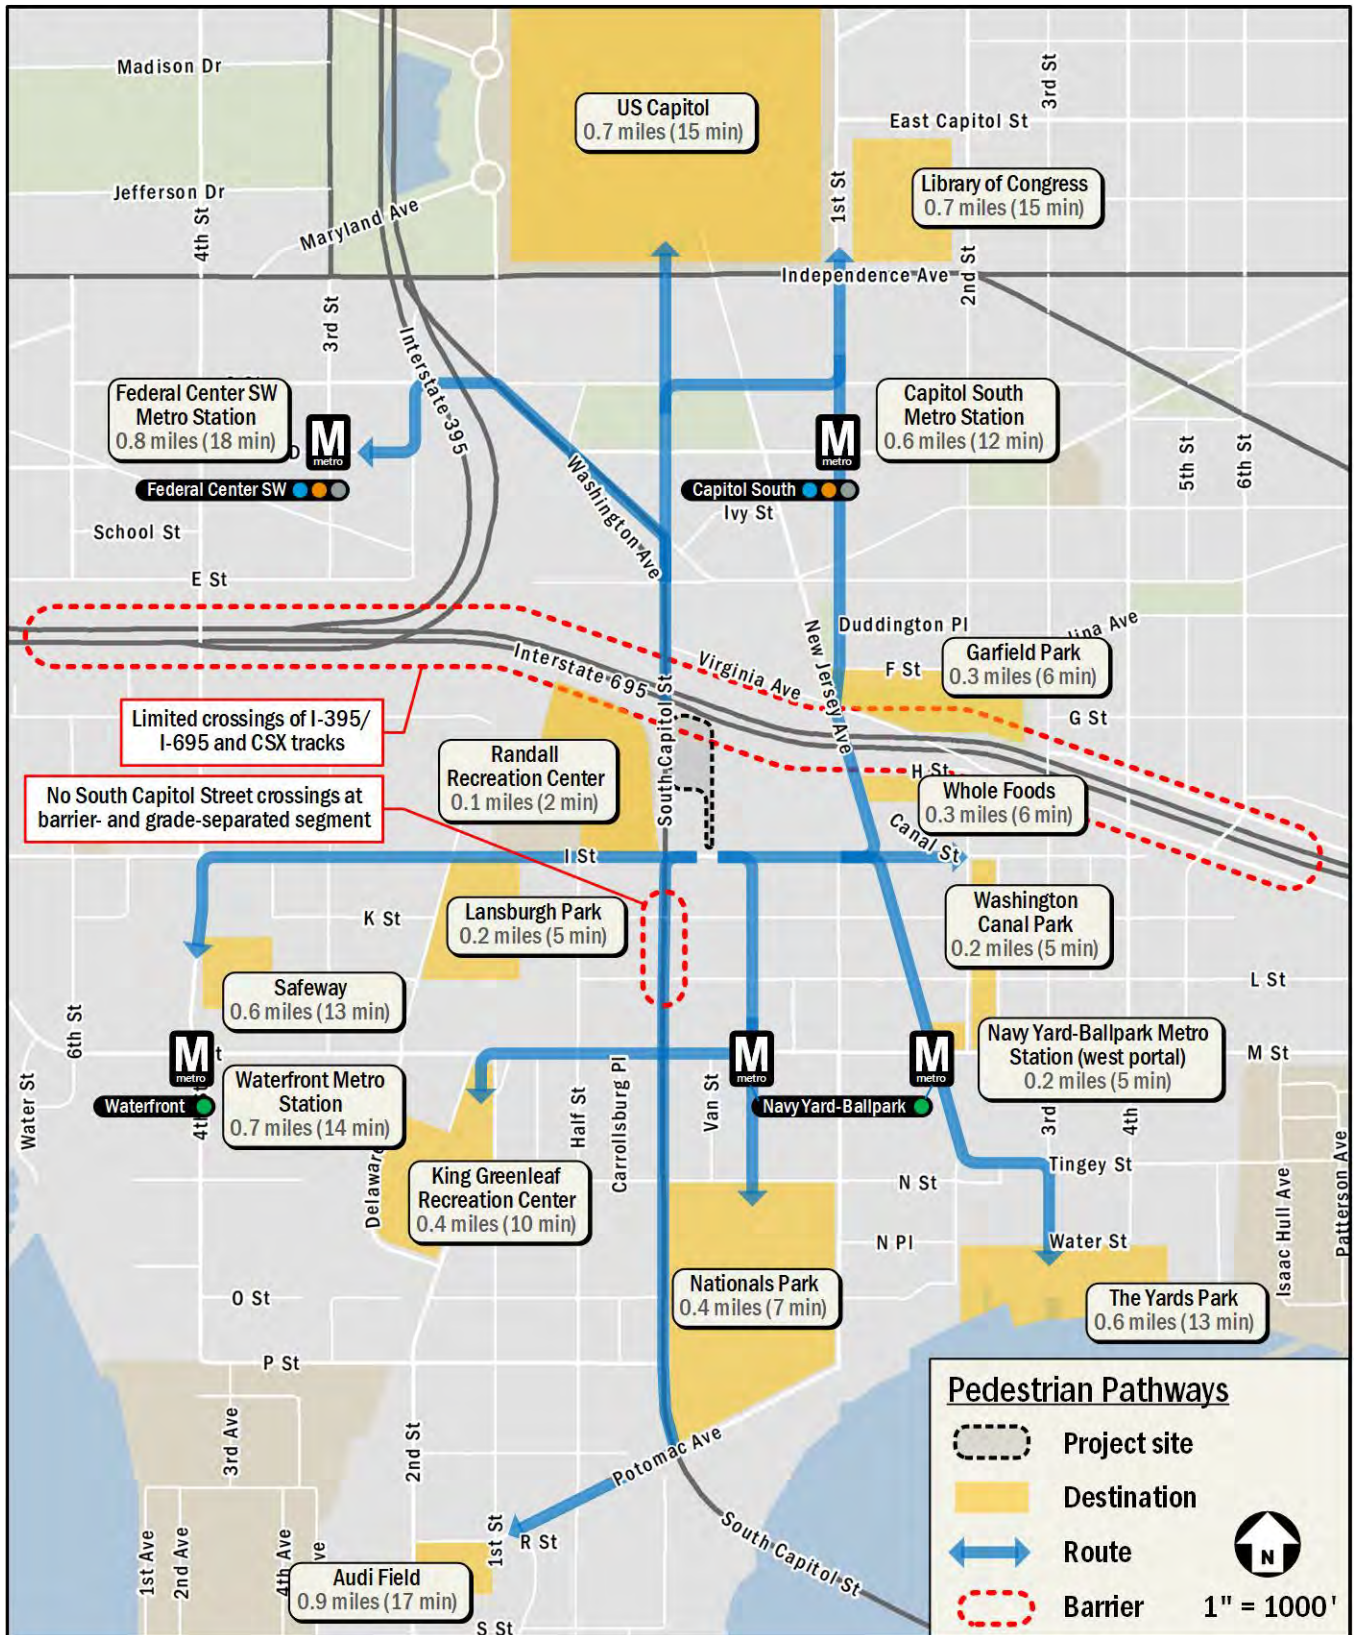 Madison Dr
Jefferson Dr
4th St
Maryland Ave
US Capitol
0.7 miles (15 min)
3rd St
East Capitol St
Library of Congress
0.7 miles (15 min)
1st St
2nd St
Independence Ave
3rd St
Interstate 395
Federal Center SW
Metro Station
0.8 miles (18 min)
D
M
metro
Federal Center SW
Capitol South
Metro Station
0.6 miles (12 min)
M
metro
Capitol South
Ivy St
5th St
6th St
Washington Ave
School St
E St
Duddington Pl
lina Ave
F St
Garfield Park
0.3 miles (6 min)
G St
New Jersey Ave
Virginia Ave
Interstate 695
South Capitol St
Limited crossings of I-395/
I-695 and CSX tracks
No South Capitol Street crossings at
barrier- and grade-separated segment
Randall
Recreation Center
0.1 miles (2 min)
H St
Whole Foods
0.3 miles (6 min)
Canal St
I St
K St
Lansburgh Park
0.2 miles (5 min)
Washington
Canal Park
0.2 miles (5 min)
L St
Safeway
0.6 miles (13 min)
6th St
Water St
M
metro
t
Waterfront
4th St
Waterfront Metro
Station
0.7 miles (14 min)
M
metro
M
metro
Navy Yard-Ballpark
Navy Yard-Ballpark Metro
Station (west portal)
0.2 miles (5 min)
M St
3rd
4th
Half St
Carrollsburg Pl
Van St
Delaware
King Greenleaf
Recreation Center
0.4 miles (10 min)
Tingey St
N St
N Pl
Water St
Isaac Hull Ave
Patterson Ave
Nationals Park
0.4 miles (7 min)
The Yards Park
0.6 miles (13 min)
O St
P St
3rd Ave
2nd St
Potomac Ave
South Capitol St
1st St
R St
1st Ave
2nd Ave
4th Ave
ve
Audi Field
0.9 miles (17 min)
S St
Pedestrian Pathways
Project site
Destination
Route
N
Barrier
1" = 1000'